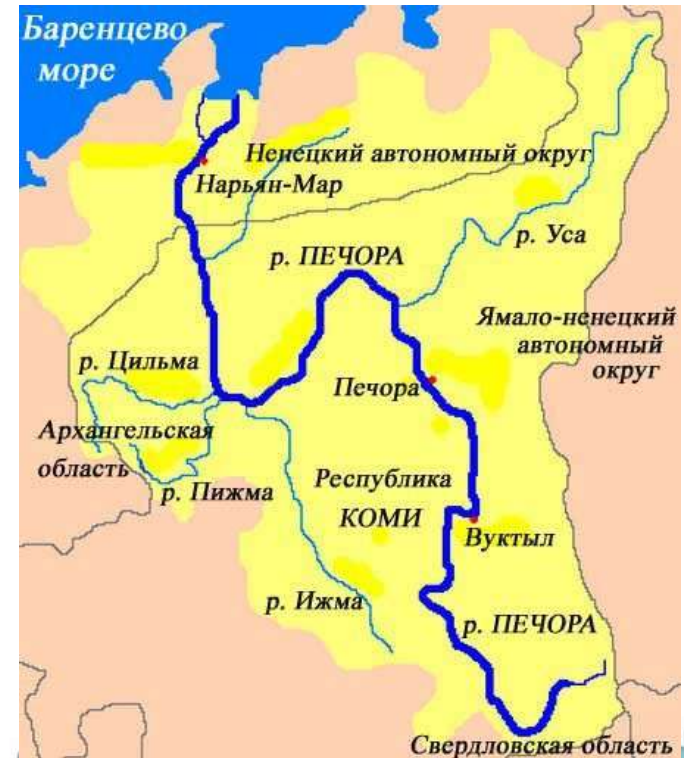 Баренцево
море
Ненецкий автономный округ
Нарьян-Мар
р. Уса
р. ПЕЧОРА
Ямало-ненецкий
автономный
округ
р. Цильма
Печора
Архангельская
область
р. Пижма
Республика
КОМИ
Вуктыл
р. Ижма
р. ПЕЧОРА
Свердловская область